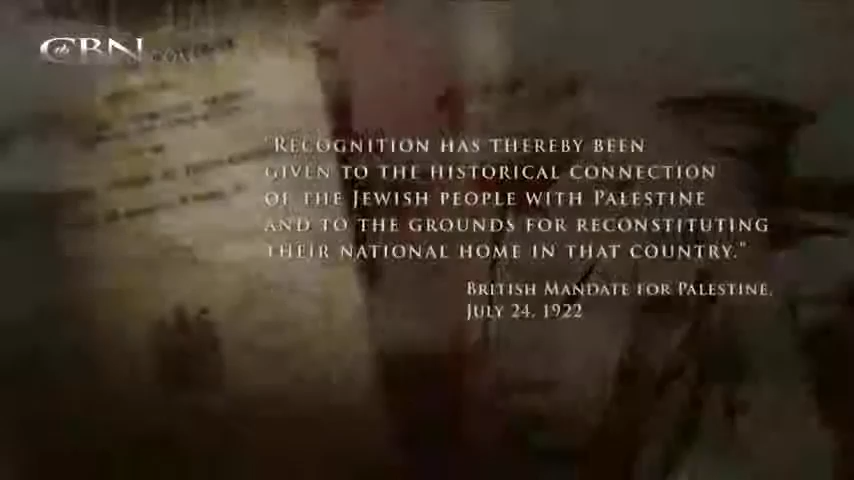 CBN.COM
"RECOGNITION HAS THEREBY BEEN
GIVEN TO THE HISTORICAL CONNECTION
OF THE JEWISH PEOPLE WITH PALESTINE
AND TO THE GROUNDS FOR RECONSTITUTING
THEIR NATIONAL HOME IN THAT COUNTRY."
BRITISH MANDATE FOR PALESTINE,
JULY 24, 1922